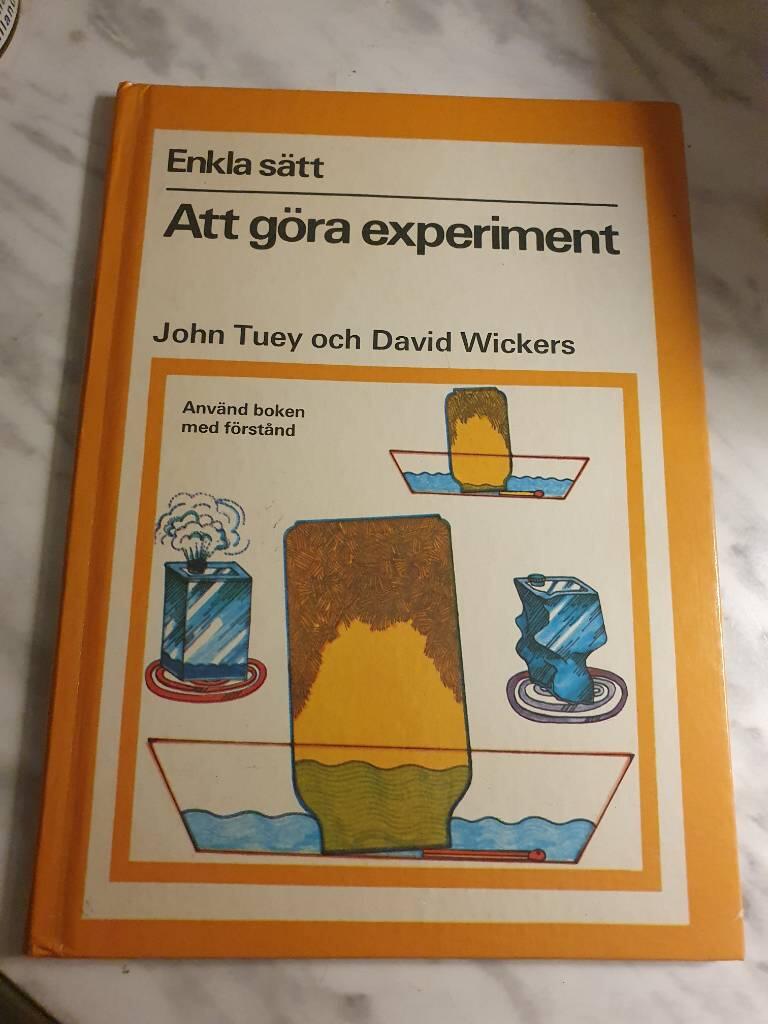 Enkla sätt
Att göra experiment
John Tuey och David Wickers
Använd boken
med förstånd